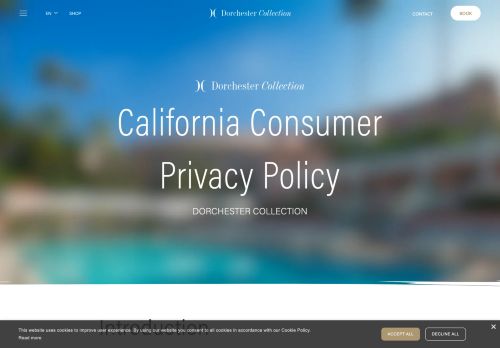 EN
SHOP
Dorchester Collection
CONTACT
BOOK
Dorchester Collection
California Consumer
Privacy Policy
DORCHESTER COLLECTION
Introduction
This website uses cookies to improve user experience. By using our website you consent to all cookies in accordance with our Cookie Policy.
Read more
ACCEPT ALL
DECLINE ALL